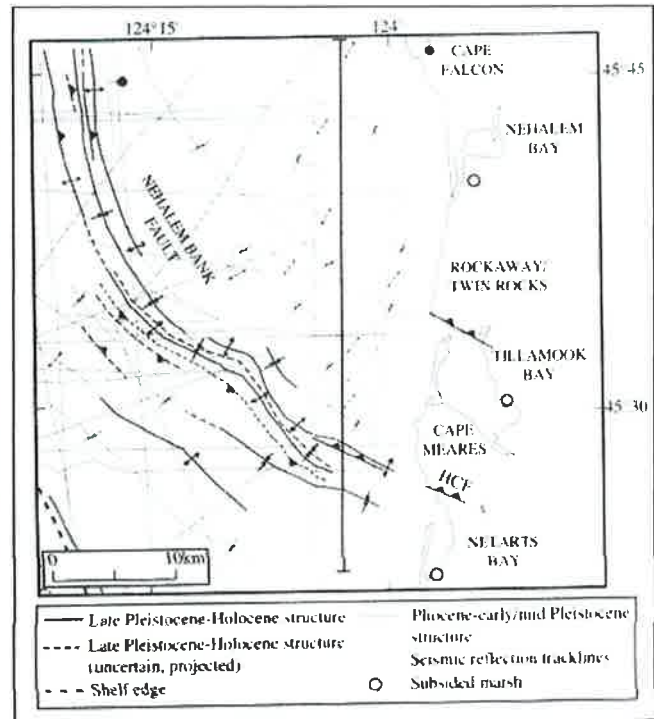 124° 15'
124
CAPE
FALCON
45°45
NEHALEM
BAY
NEHALEM BANK
FAULT
ROCKAWAY/
TWIN ROCKS
TILLAMOOK
BAY
45°30
CAPE
MEARES
HCF
NETARTS
BAY
0 10km
Late Pleistocene-Holocene structure
Late Pleistocene-Holocene structure
(uncertain, projected)
Shelf edge
Pliocene-early/mid Pleistocene
structure
Seismic reflection tracklines
Subsided marsh